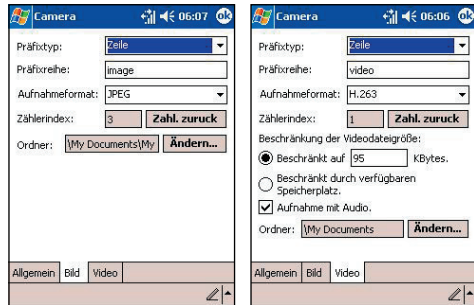 Camera 06:07 ok
Präfixtyp: Zeile
Präfixreihe: image
Aufnahmeformat: JPEG
Zählerindex: 3 Zahl. zuruck
Ordner: \My Documents\My Ändern...
Allgemein Bild Video
Camera 06:06 ok
Präfixtyp: Zeile
Präfixreihe: video
Aufnahmeformat: H.263
Zählerindex: 1 Zahl. zuruck
Beschränkung der Videodateigröße:
Beschränkt auf 95 KBytes.
Beschränkt durch verfügbaren
Speicherplatz.
Aufnahme mit Audio.
Ordner: \My Documents Ändern...
Allgemein Bild Video